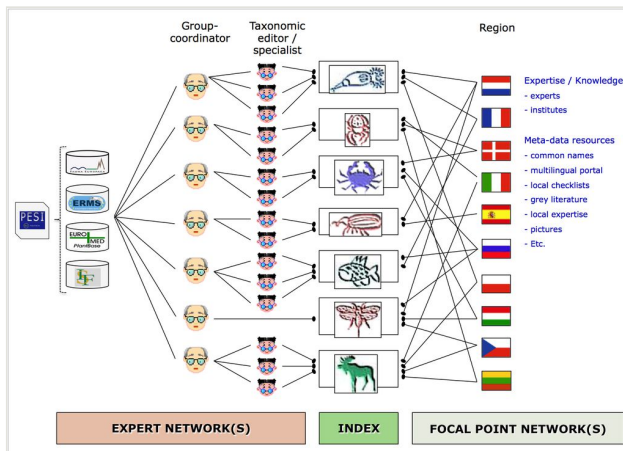 Group-
coordinator
Taxonomic
editor /
specialist
Region
Expertise / Knowledge
- experts
- institutes
Meta-data resources
- common names
- multilingual portal
- local checklists
- grey literature
- local expertise
- pictures
- Etc.
PESI
ERMS
EURO+MED
PlantBase
EXPERT NETWORK(S)
INDEX
FOCAL POINT NETWORK(S)